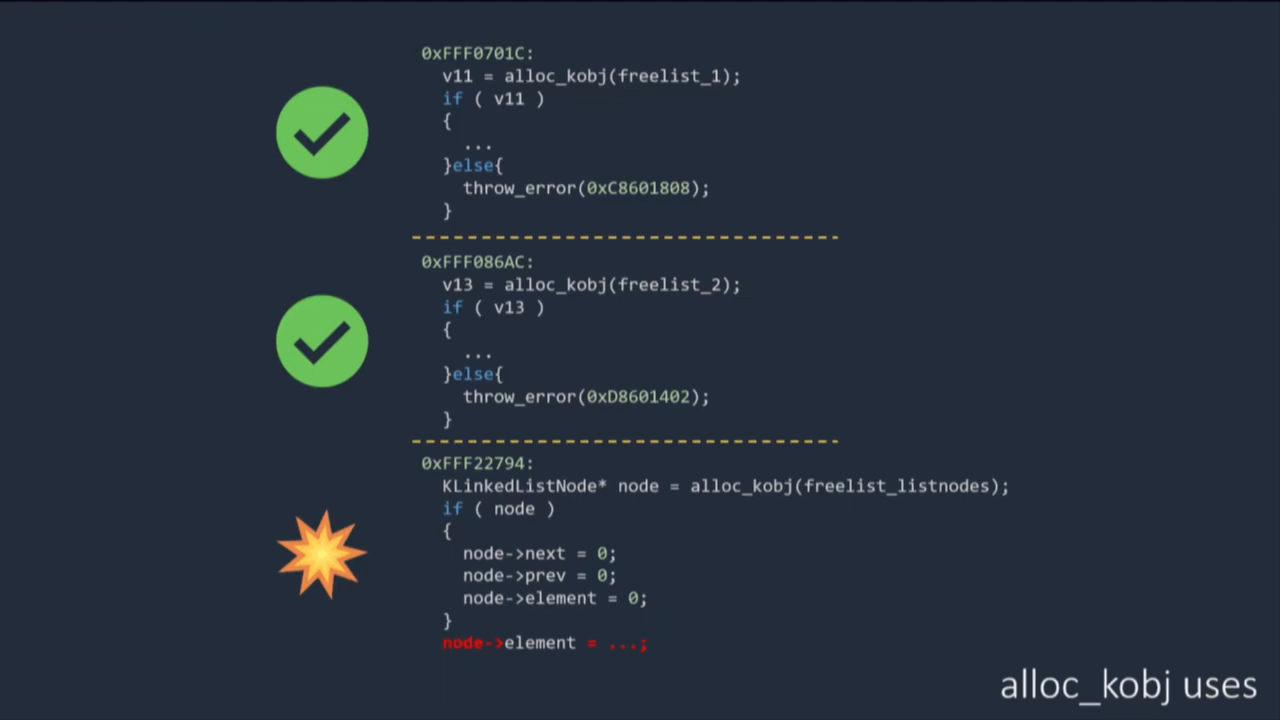 0xFFF0701C:
v11 = alloc_kobj(freelist_1);
if ( v11 )
{
...
}else{
throw_error(0xC8601808);
}
0xFFF086AC:
v13 = alloc_kobj(freelist_2);
if ( v13 )
{
...
}else{
throw_error(0xD8601402);
}
0xFFF22794:
KLinkedListNode* node = alloc_kobj(freelist_listnodes);
if ( node )
{
node->next = 0;
node->prev = 0;
node->element = 0;
}
node->element = ...;
alloc_kobj uses